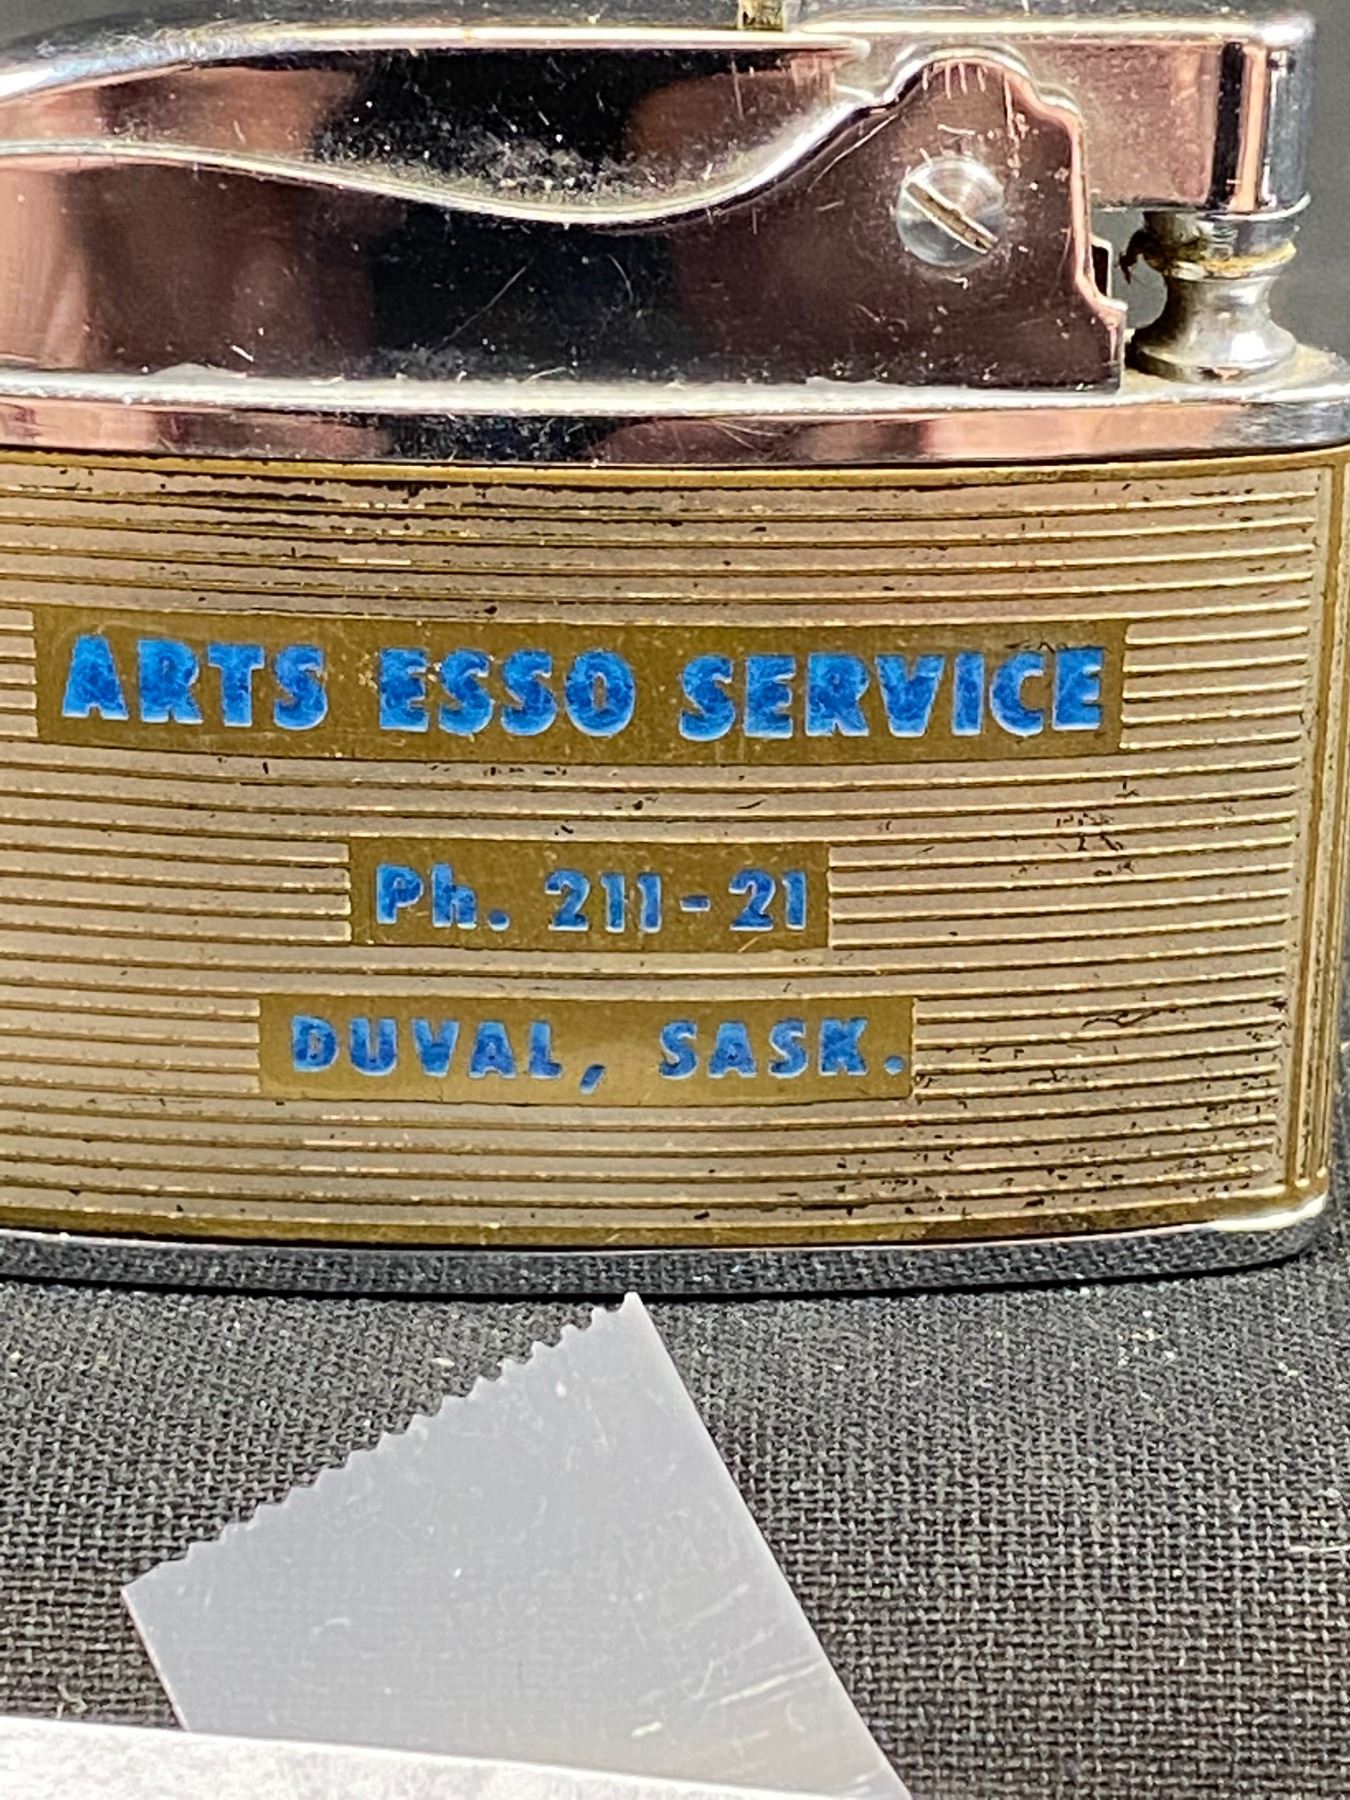 ARTS ESSO SERVICE
Ph. 211-21
DUVAL, SASK.